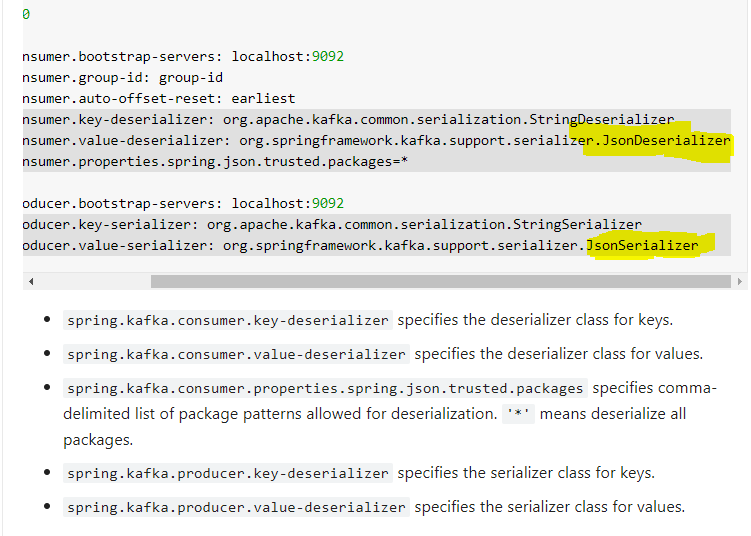 0
nsumer.bootstrap-servers: localhost:9092
nsumer.group-id: group-id
nsumer.auto-offset-reset: earliest
nsumer.key-deserializer: org.apache.kafka.common.serialization.StringDeserializer
nsumer.value-deserializer: org.springframework.kafka.support.serializer.JsonDeserializer
nsumer.properties.spring.json.trusted.packages=*
oducer.bootstrap-servers: localhost:9092
oducer.key-serializer: org.apache.kafka.common.serialization.StringSerializer
oducer.value-serializer: org.springframework.kafka.support.serializer.JsonSerializer
• spring.kafka.consumer.key-deserializer specifies the deserializer class for keys.
• spring.kafka.consumer.value-deserializer specifies the deserializer class for values.
• spring.kafka.consumer.properties.spring.json.trusted.packages specifies comma-
delimited list of package patterns allowed for deserialization. '*' means deserialize all
packages.
• spring.kafka.producer.key-deserializer specifies the serializer class for keys.
• spring.kafka.producer.value-deserializer specifies the serializer class for values.